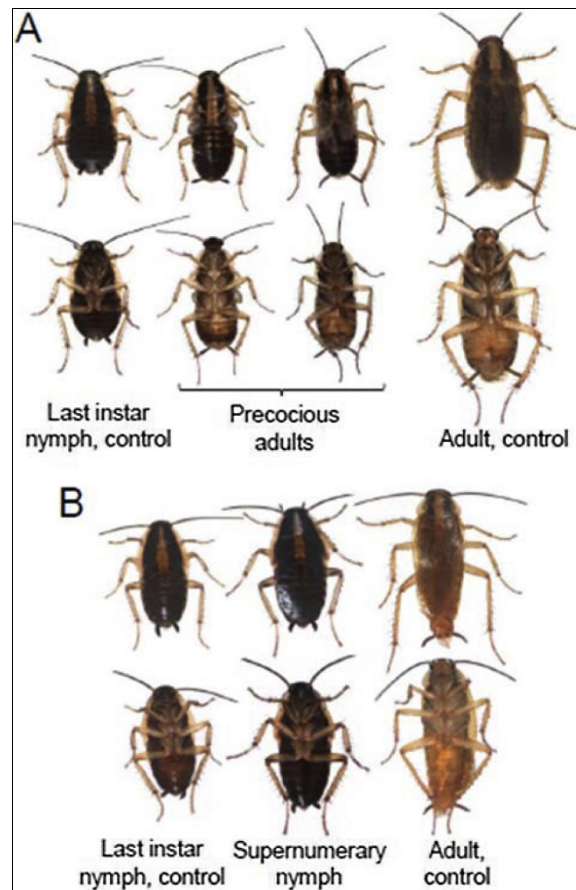 A
Last instar
nymph, control
Precocious
adults
Adult, control
B
Last instar
nymph, control
Supernumerary
nymph
Adult,
control